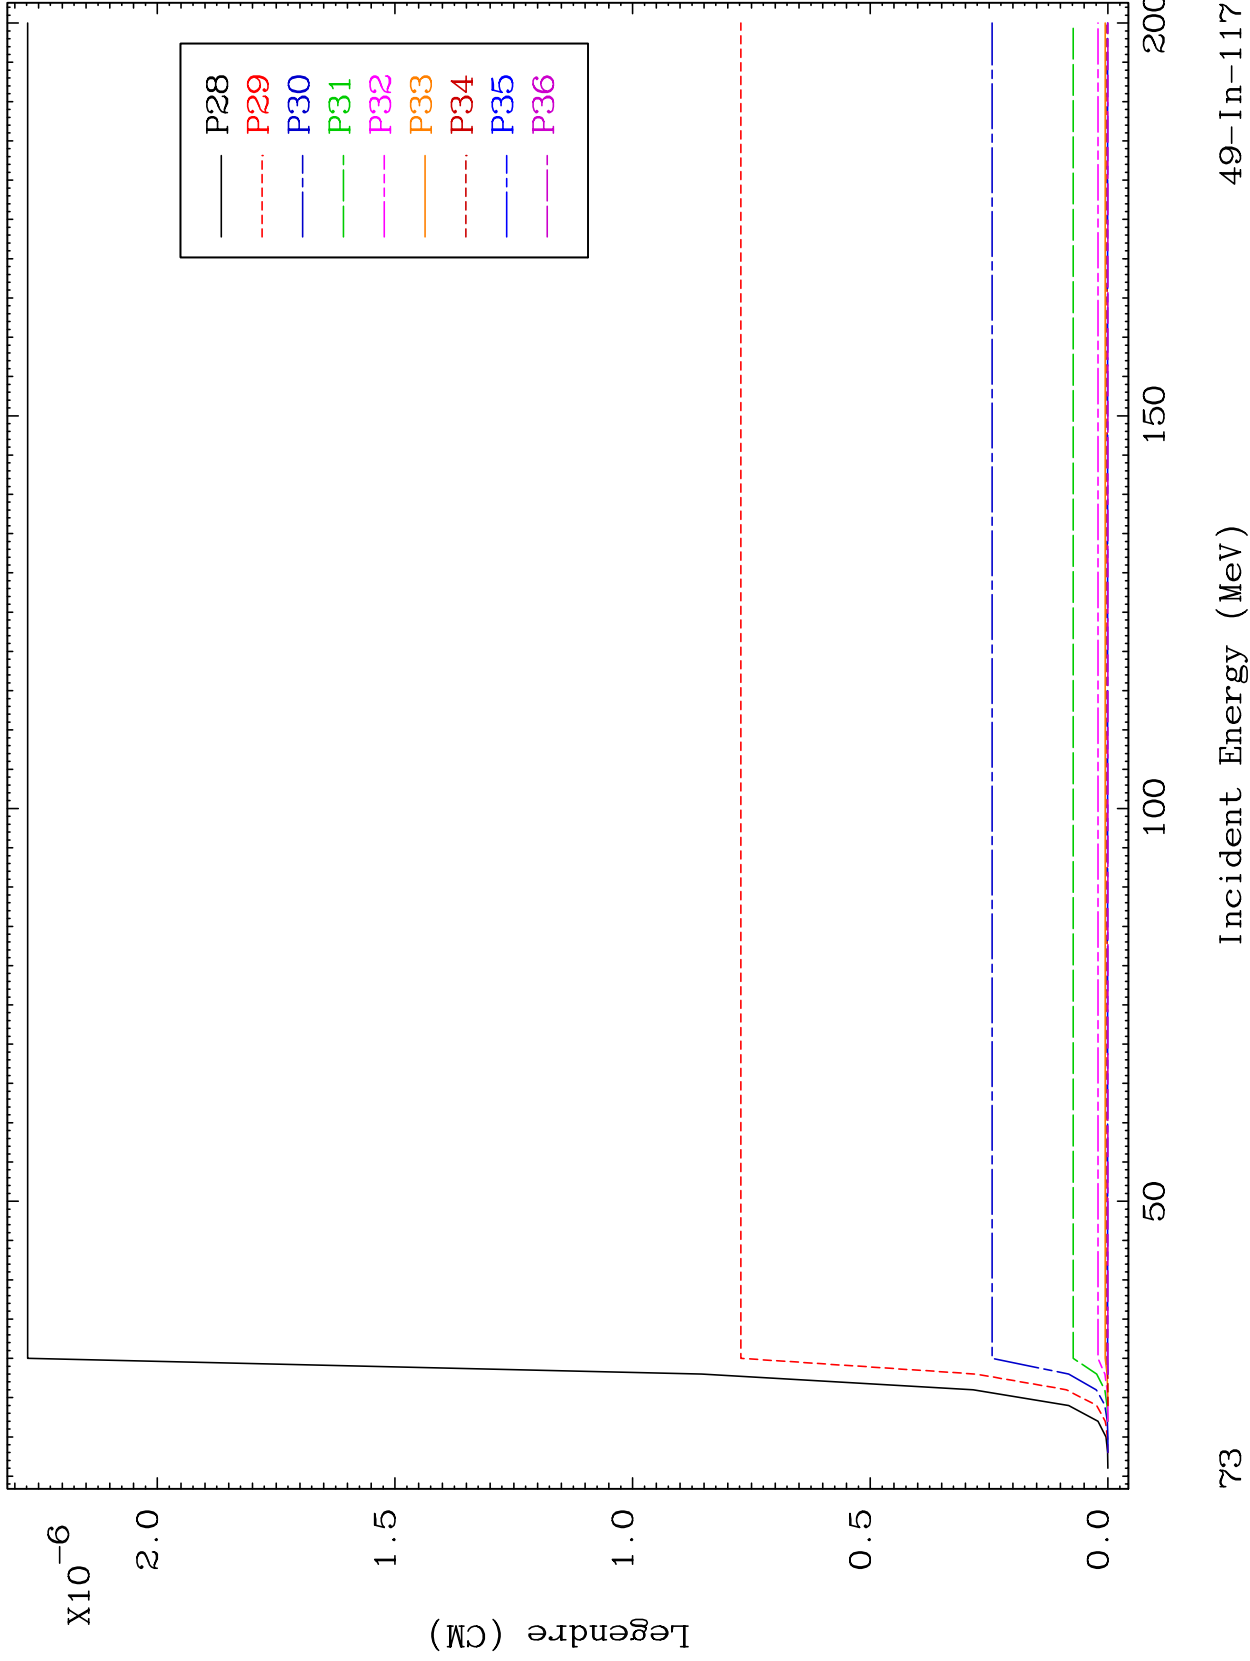 X10-6
2.0
1.5
1.0
0.5
0.0
Legendre (CM)
P28
P29
P30
P31
P32
P33
P34
P35
P36
50
100
150
200
Incident Energy (MeV)
73
49-In-117